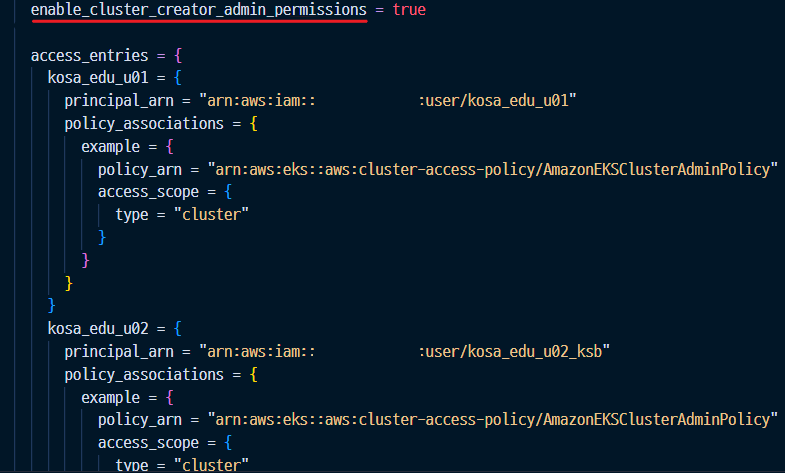 enable_cluster_creator_admin_permissions = true
access_entries = {
kosa_edu_u01 = {
principal_arn = "arn:aws:iam:: :user/kosa_edu_u01"
policy_associations = {
example = {
policy_arn = "arn:aws:eks::aws:cluster-access-policy/AmazonEKSClusterAdminPolicy"
access_scope = {
type = "cluster"
}
}
}
}
kosa_edu_u02 = {
principal_arn = "arn:aws:iam:: :user/kosa_edu_u02_ksb"
policy_associations = {
example = {
policy_arn = "arn:aws:eks::aws:cluster-access-policy/AmazonEKSClusterAdminPolicy"
access_scope = {
type = "cluster"